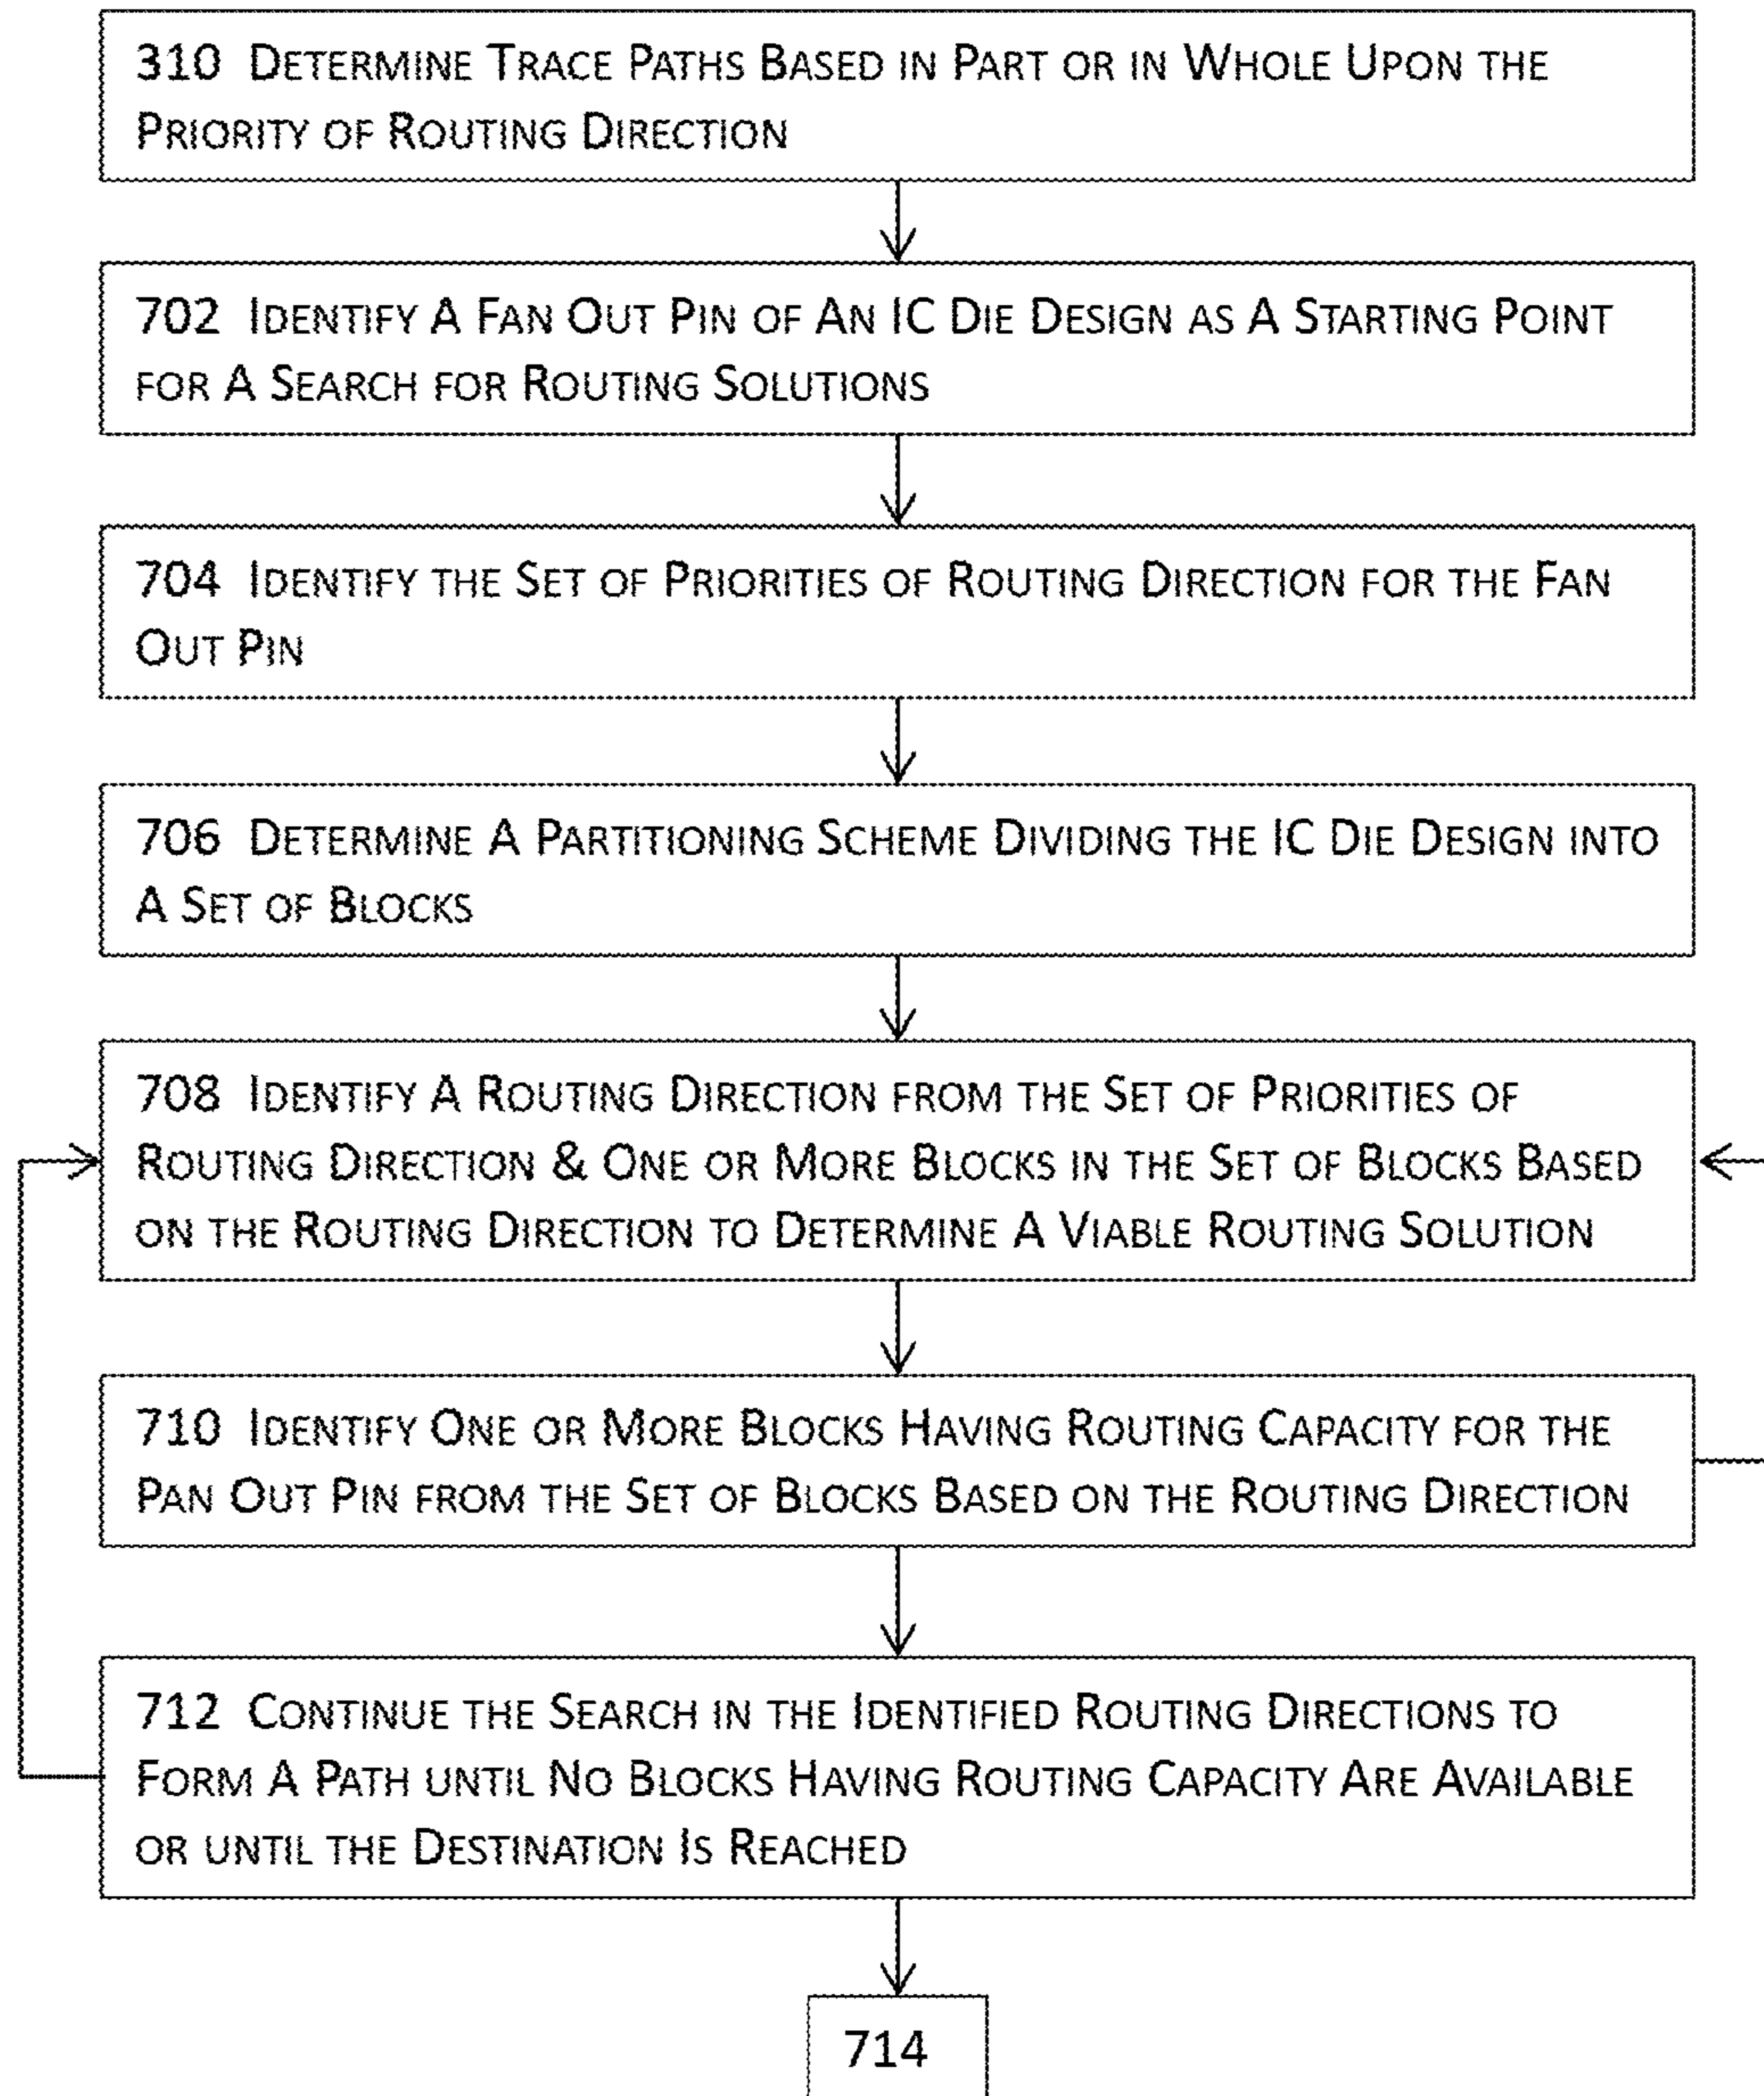 310 Determine Trace Paths Based in Part or in Whole Upon the
Priority of Routing Direction
702 Identify A Fan Out Pin of An IC Die Design as A Starting Point
for A Search for Routing Solutions
704 Identify the Set of Priorities of Routing Direction for the Fan
Out Pin
706 Determine A Partitioning Scheme Dividing the IC Die Design into
A Set of Blocks
708 Identify A Routing Direction from the Set of Priorities of
Routing Direction & One or More Blocks in the Set of Blocks Based
on the Routing Direction to Determine A Viable Routing Solution
710 Identify One or More Blocks Having Routing Capacity for the
Pan Out Pin from the Set of Blocks Based on the Routing Direction
712 Continue the Search in the Identified Routing Directions to
Form A Path until No Blocks Having Routing Capacity Are Available
or until the Destination Is Reached
714